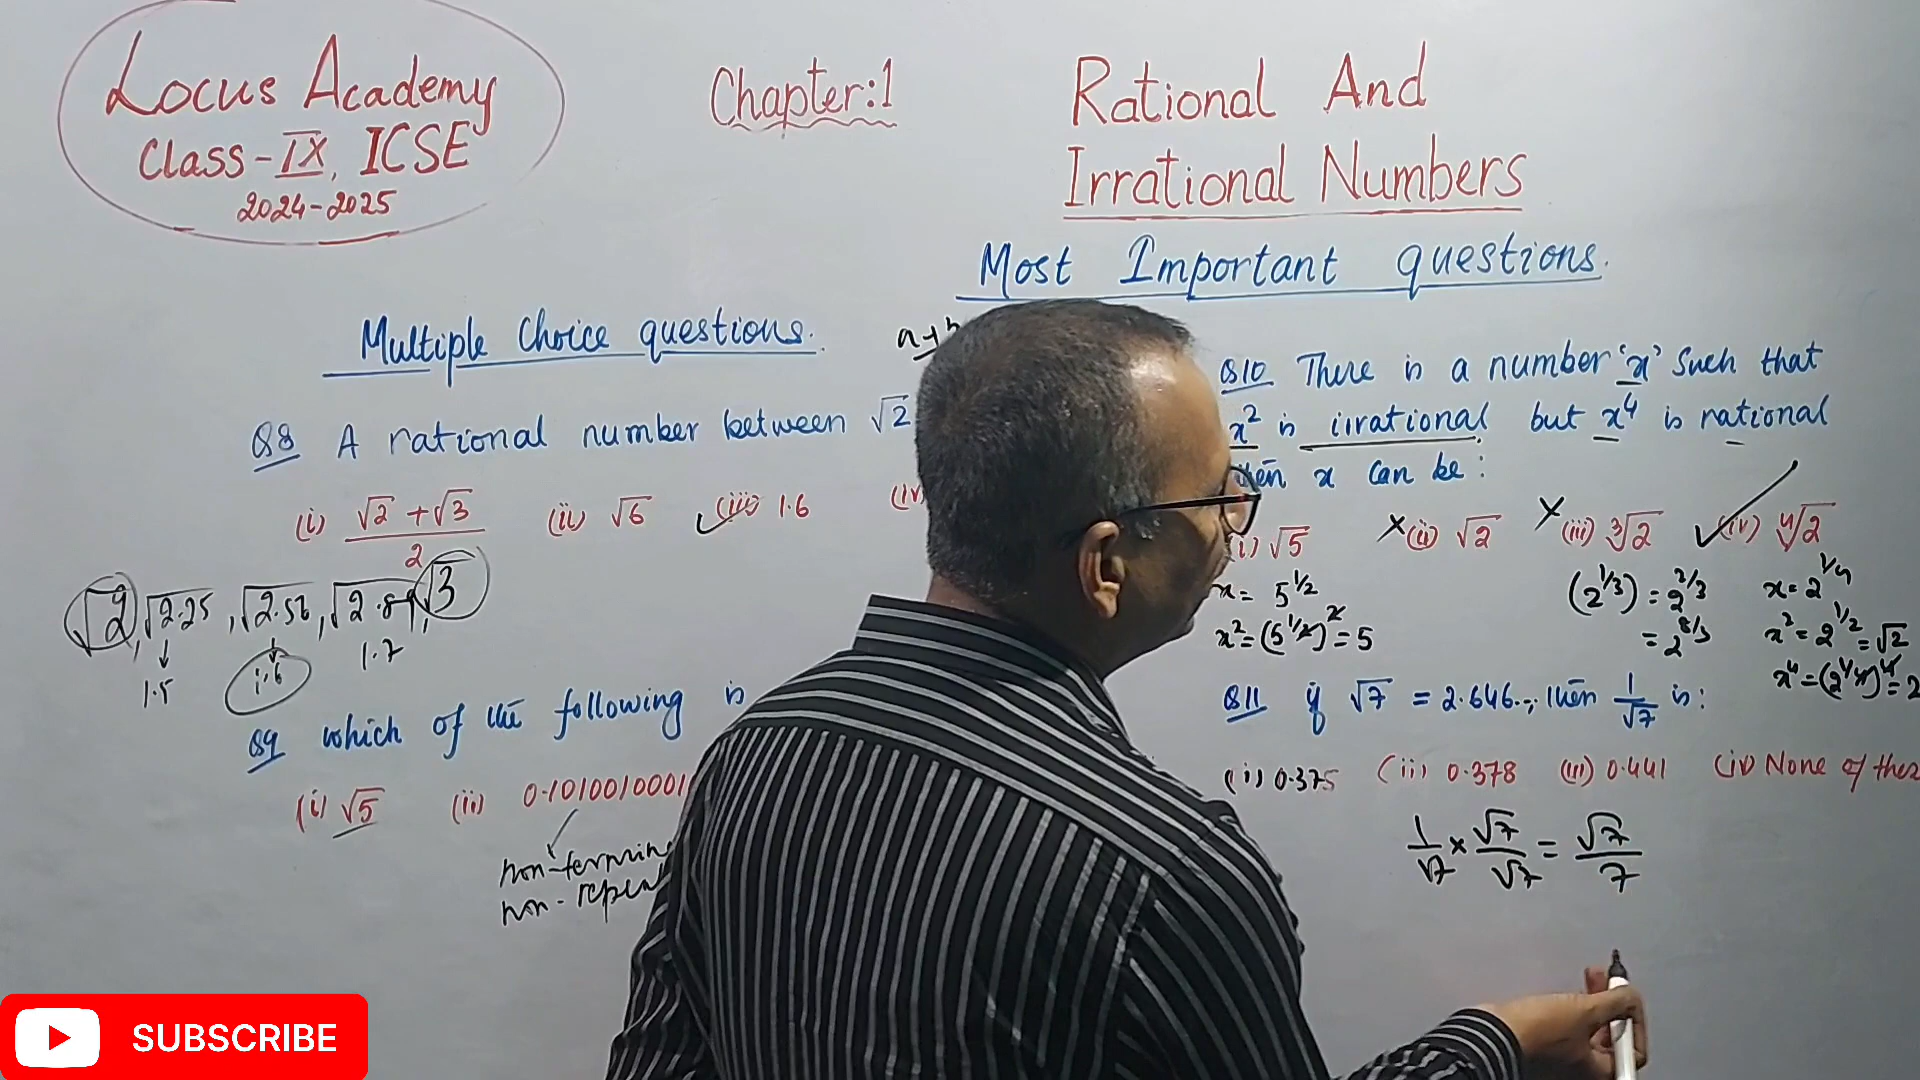 Locus Academy
Class-IX, ICSE
2024-2025
Chapter:1
Rational And
Irrational Numbers
Most Important questions.
Multiple Choice questions.
Q8 A rational number between √2
(i) (√2 + √3)/2 (ii) √6 (iii) 1.6 (iv)
√2, √2.25, √2.56, √2.89, √3
1.5 1.6 1.7
Q9 which of the following is
(i) √5 (ii) 0.1010010001
non-termin
non-repea
Q10 There is a number 'x' Such that
x² is irrational but x⁴ is rational
then x can be:
(i) √5 (ii) √2 (iii) ³√2 (iv) ⁴√2
x = 5^1/2
x² = (5^1/2)² = 5
(2^1/3) = 2^2/3
= 2^8/3
x = 2^1/4
x² = 2^1/2 = √2
x⁴ = (2^1/4)⁴ = 2
Q11 if √7 = 2.646.., then 1/√7 is:
(i) 0.375 (ii) 0.378 (iii) 0.441 (iv) None of thes
1/√7 × √7/√7 = √7/7
SUBSCRIBE